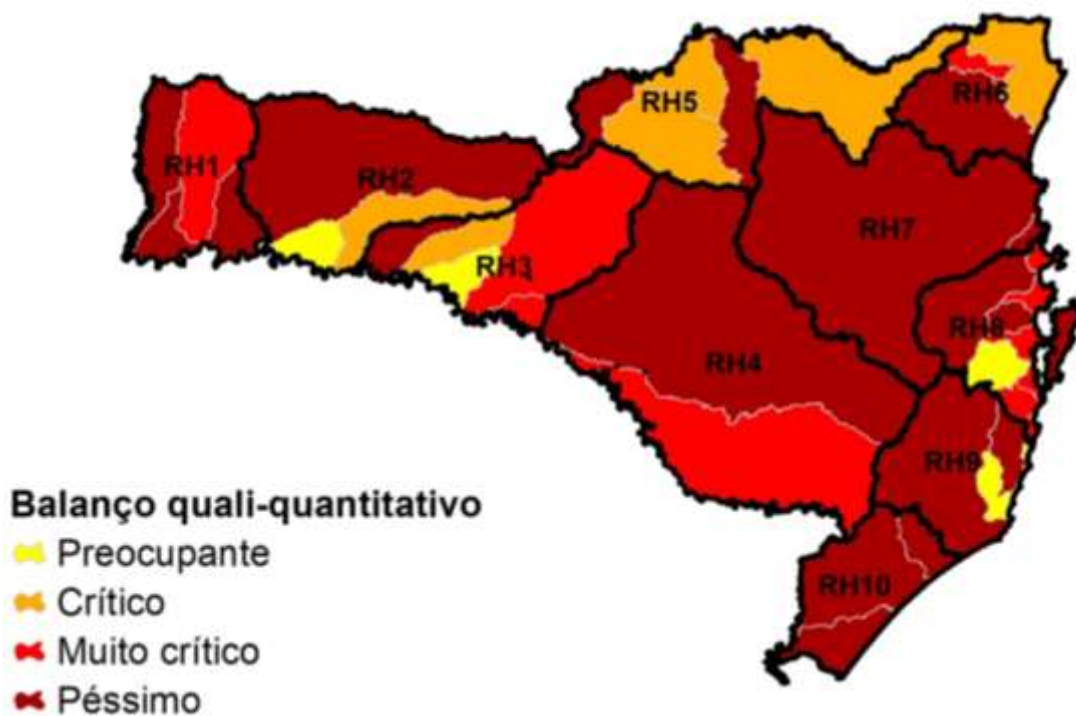 RH5
RH6
RH1
RH2
RH7
RH3
RH8
RH4
RH9
RH10
Balanço quali-quantitativo
Preocupante
Crítico
Muito crítico
Péssimo